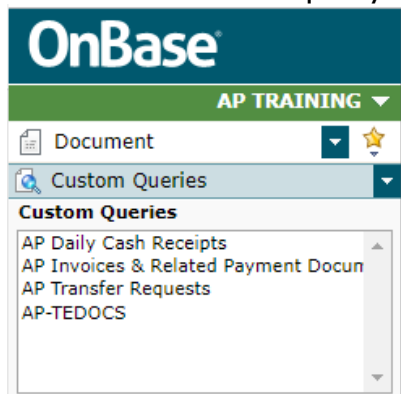 OnBase®
AP TRAINING
Document
Custom Queries
Custom Queries
AP Daily Cash Receipts
AP Invoices & Related Payment Docum
AP Transfer Requests
AP-TEDOCS